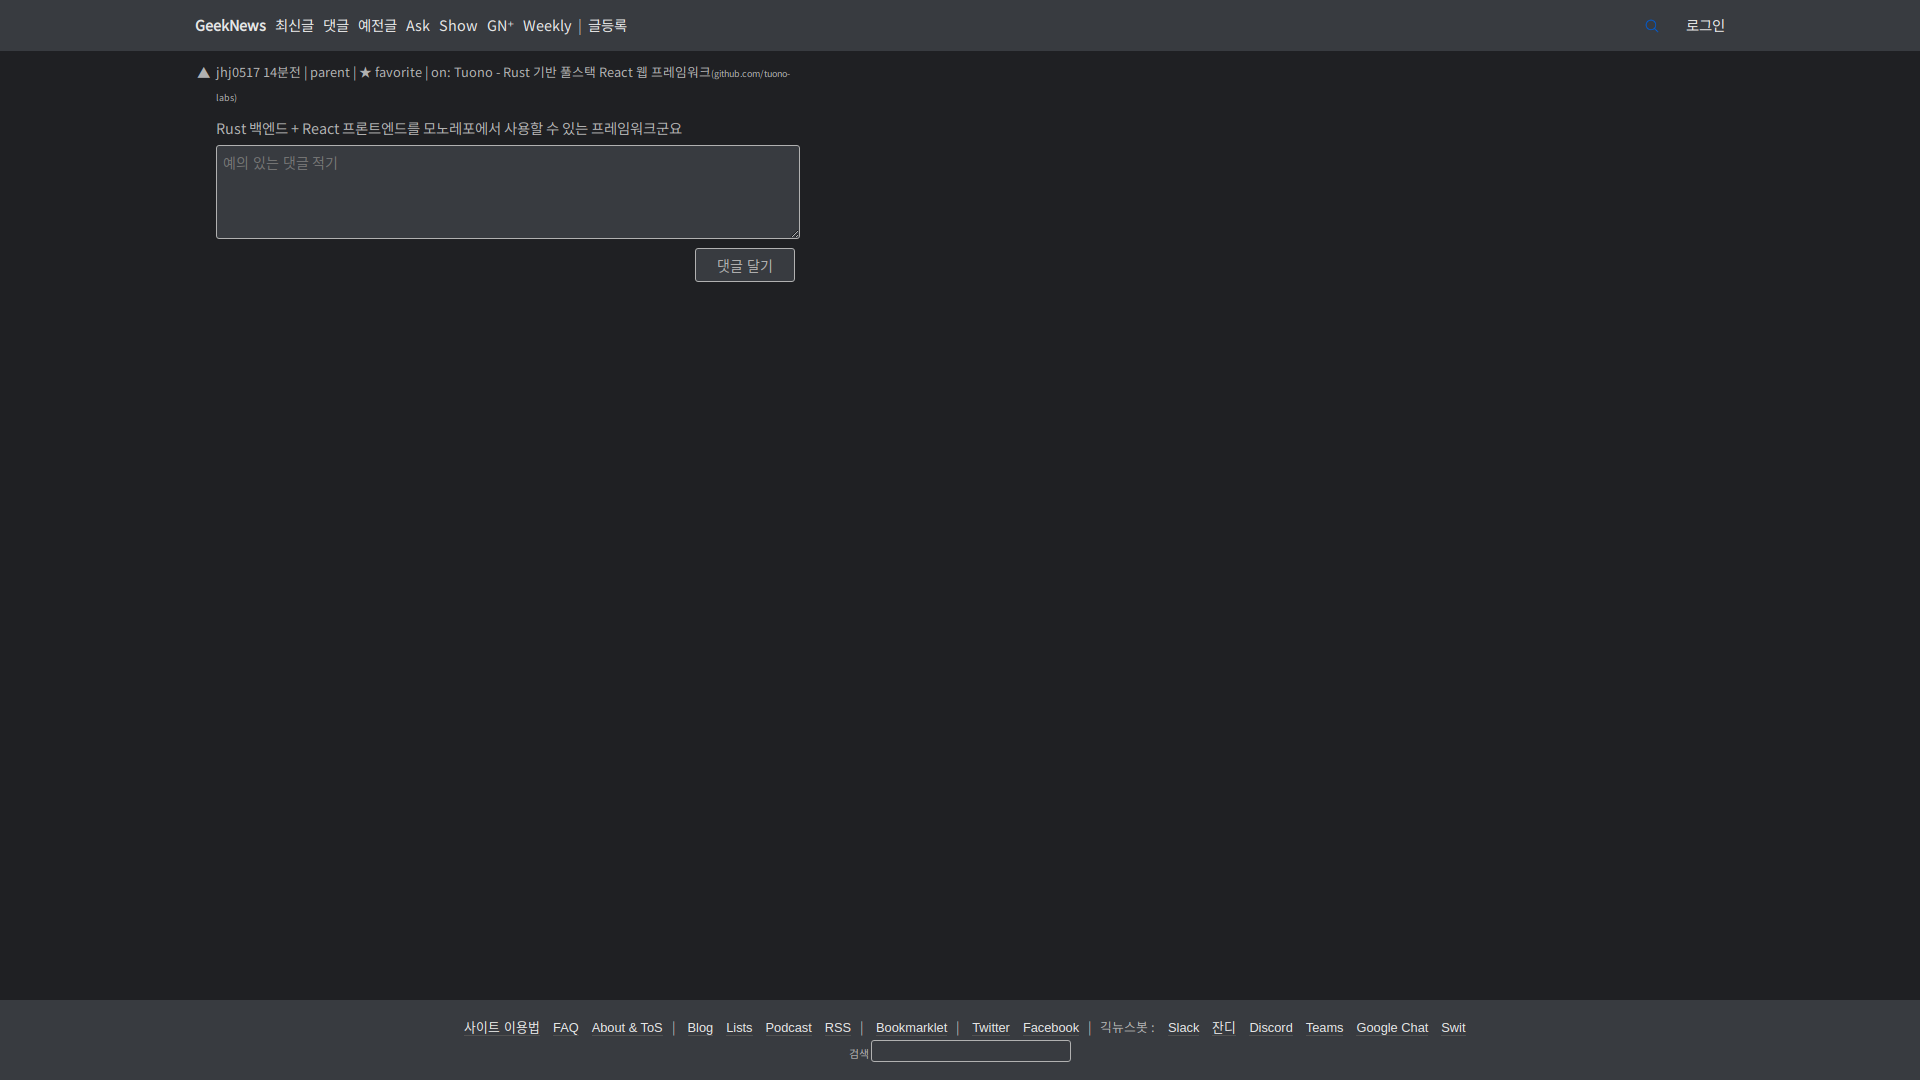 GeekNews 최신글 댓글 예전글 Ask Show GN⁺ Weekly | 글등록 로그인
▲ jhj0517 14분전 | parent | ★ favorite | on: Tuono - Rust 기반 풀스택 React 웹 프레임워크(github.com/tuono-
labs)
Rust 백엔드 + React 프론트엔드를 모노레포에서 사용할 수 있는 프레임워크군요
예의 있는 댓글 적기
댓글 달기
사이트 이용법 FAQ About & ToS | Blog Lists Podcast RSS | Bookmarklet | Twitter Facebook | 긱뉴스봇 : Slack 잔디 Discord Teams Google Chat Swit
검색